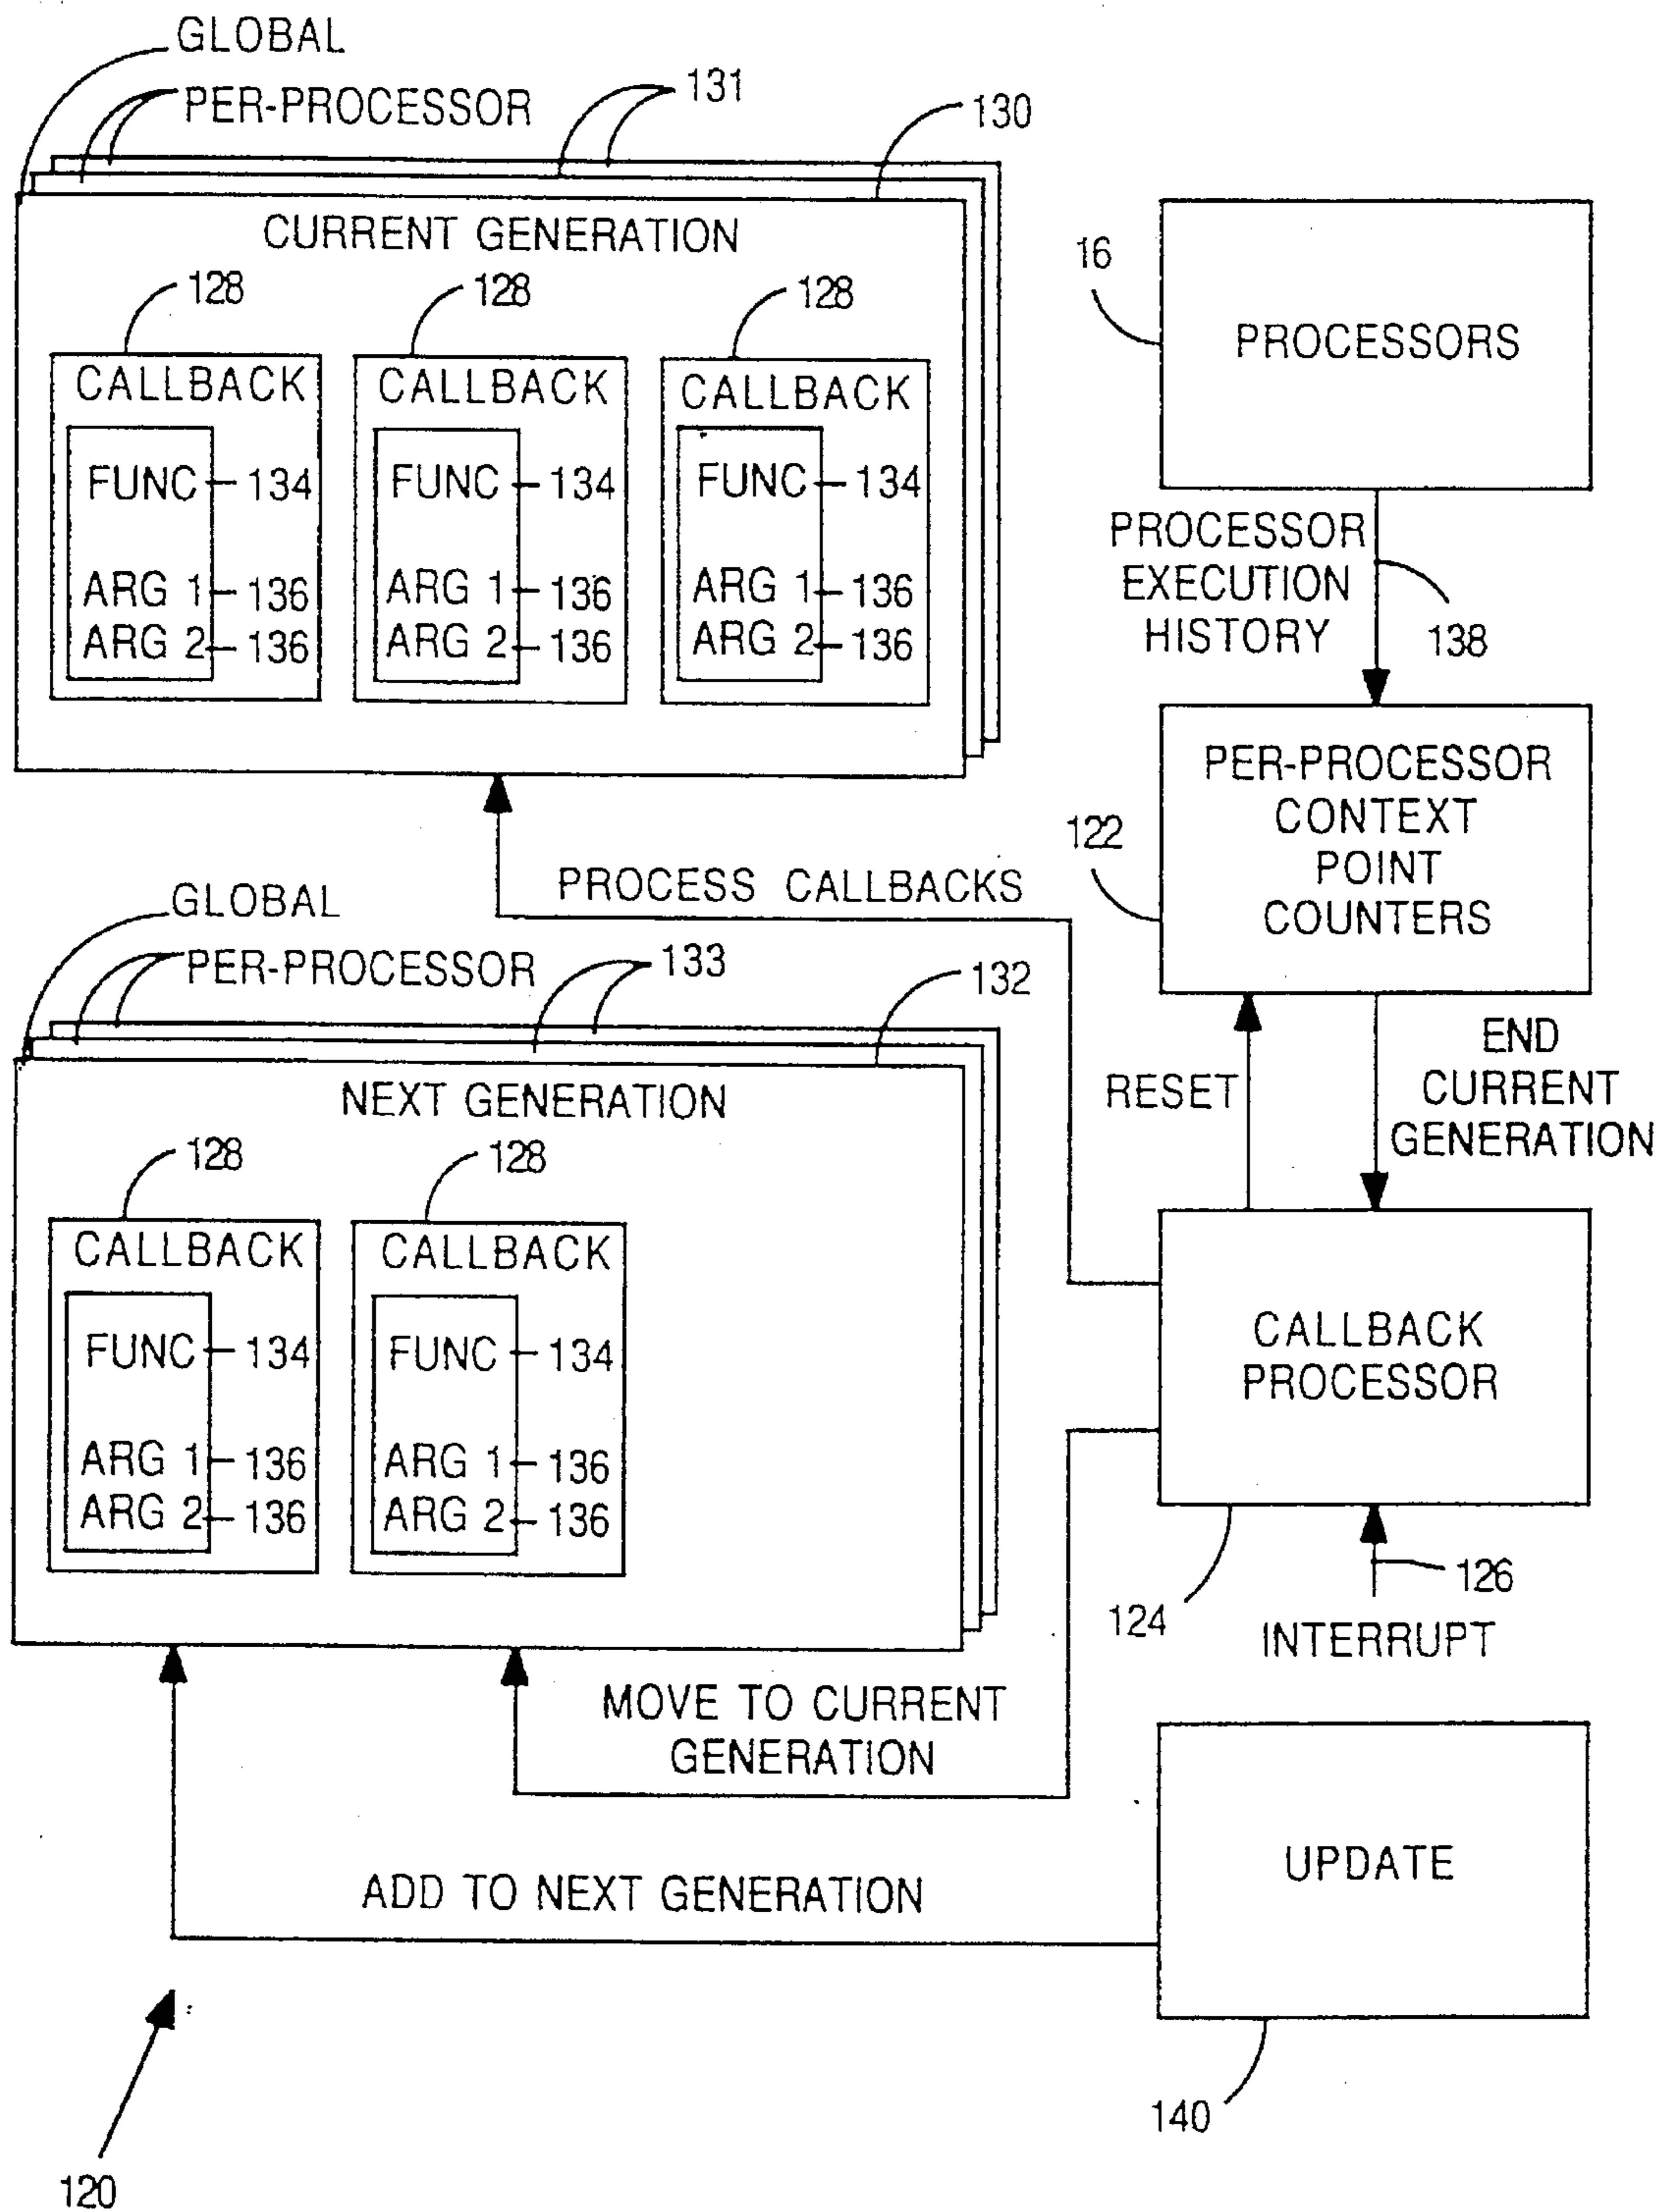 GLOBAL
PER-PROCESSOR
131
130
CURRENT GENERATION
128
128
128
CALLBACK
FUNC
134
ARG 1
136
ARG 2
136
CALLBACK
FUNC
134
ARG 1
136
ARG 2
136
CALLBACK
FUNC
134
ARG 1
136
ARG 2
136
16
PROCESSORS
PROCESSOR
EXECUTION
HISTORY
138
122
PER-PROCESSOR
CONTEXT
POINT
COUNTERS
PROCESS CALLBACKS
GLOBAL
PER-PROCESSOR
133
132
NEXT GENERATION
128
128
CALLBACK
FUNC
134
ARG 1
136
ARG 2
136
CALLBACK
FUNC
134
ARG 1
136
ARG 2
136
RESET
END
CURRENT
GENERATION
CALLBACK
PROCESSOR
124
126
INTERRUPT
MOVE TO CURRENT
GENERATION
UPDATE
ADD TO NEXT GENERATION
140
120